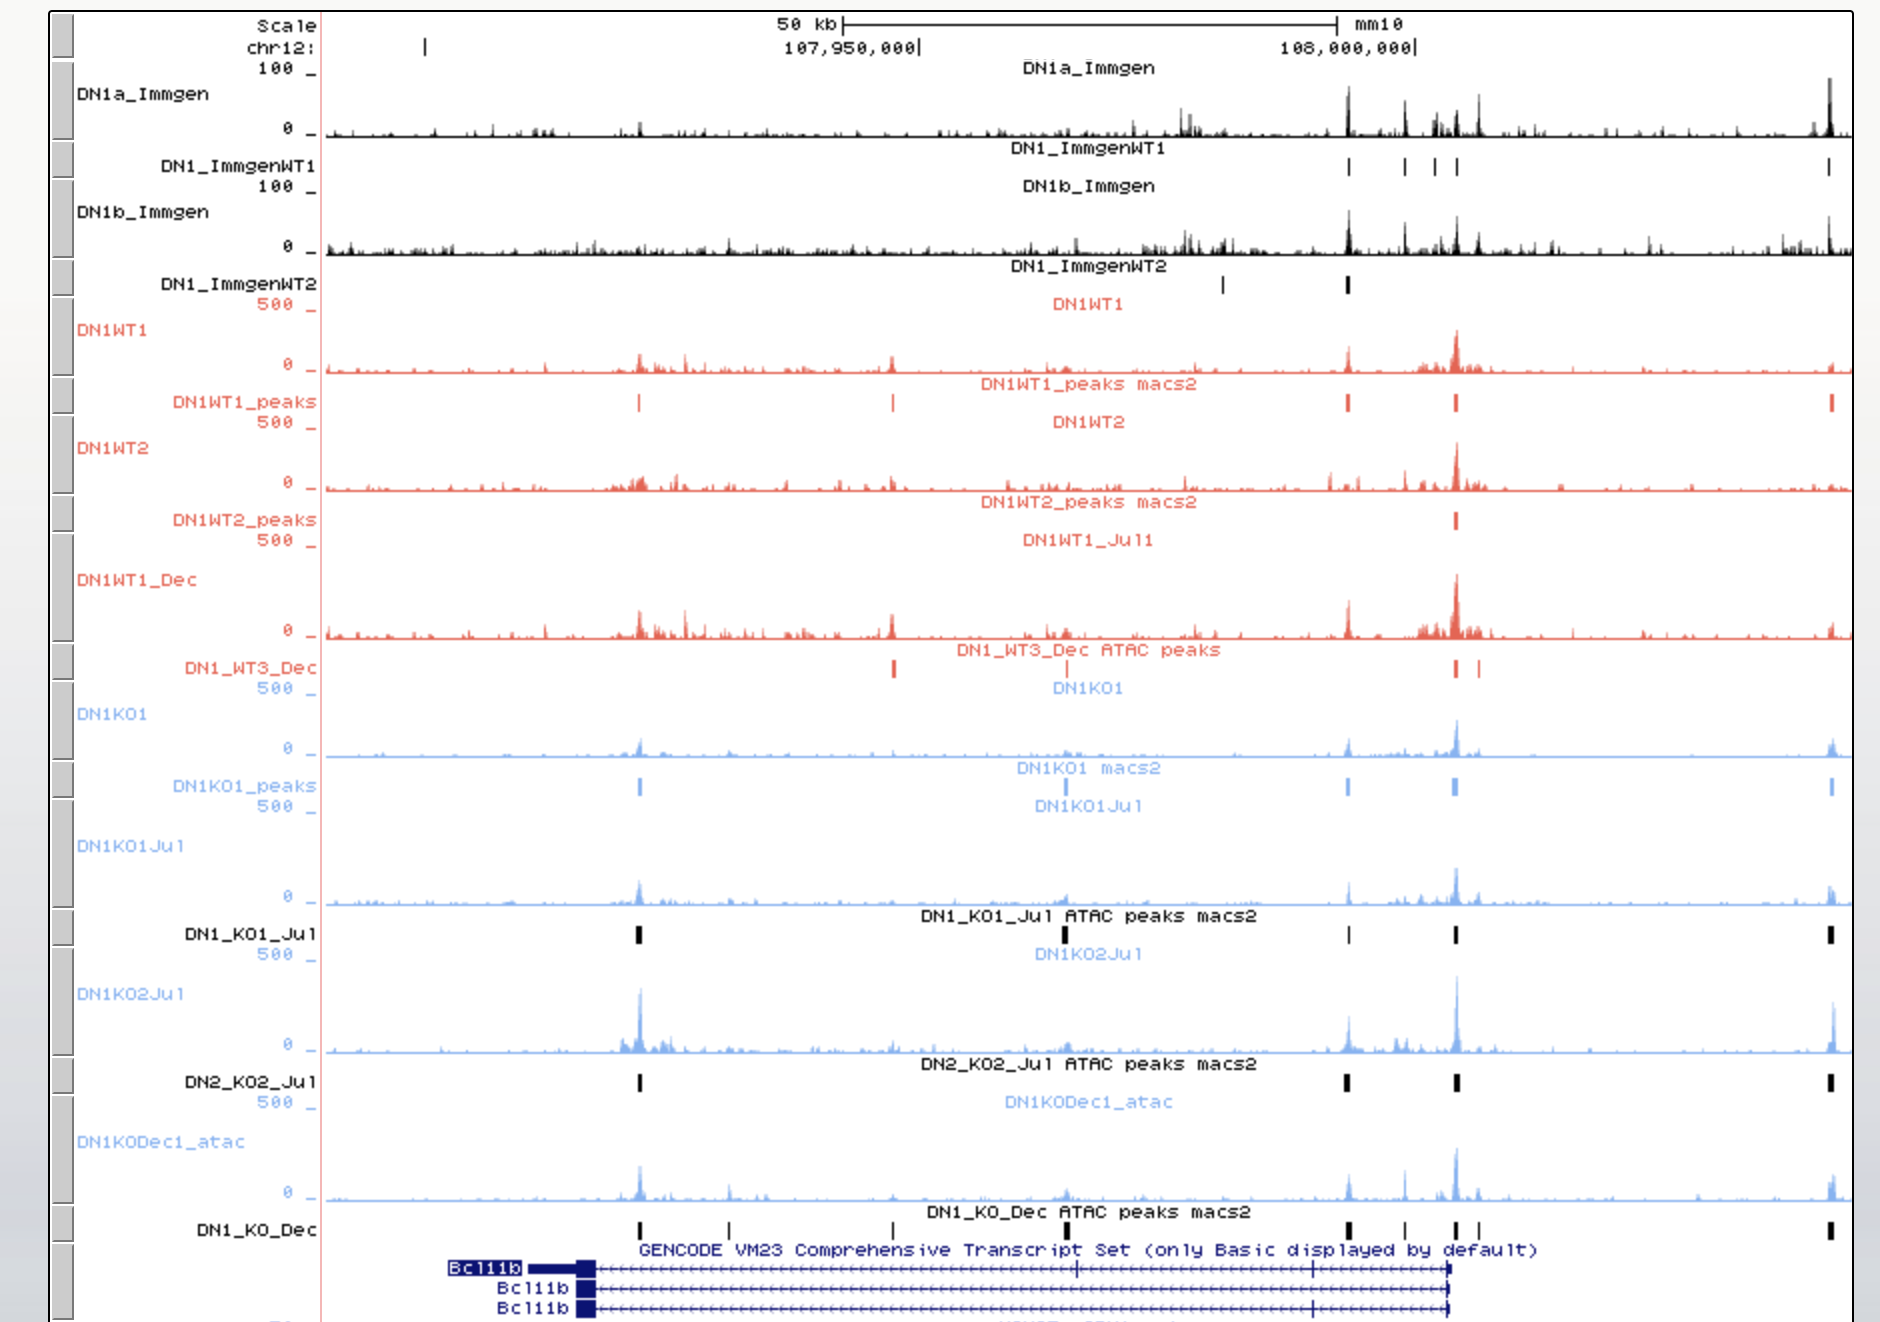 Scale 50 kb mm10
chr12: 107,950,000 108,000,000
100 _ DN1a_Immgen
DN1a_Immgen
0 _
DN1_ImmgenWT1
DN1_ImmgenWT1
100 _ DN1b_Immgen
DN1b_Immgen
0 _
DN1_ImmgenWT2
DN1_ImmgenWT2
500 _ DN1WT1
DN1WT1
0 _
DN1WT1_peaks macs2
DN1WT1_peaks
500 _ DN1WT2
DN1WT2
0 _
DN1WT2_peaks macs2
DN1WT2_peaks
500 _ DN1WT1_Jul1
DN1WT1_Dec
0 _
DN1_WT3_Dec ATAC peaks
DN1_WT3_Dec
500 _ DN1KO1
DN1KO1
0 _
DN1KO1 macs2
DN1KO1_peaks
500 _ DN1KO1Jul
DN1KO1Jul
0 _
DN1_KO1_Jul ATAC peaks macs2
DN1_KO1_Jul
500 _ DN1KO2Jul
DN1KO2Jul
0 _
DN2_KO2_Jul ATAC peaks macs2
DN2_KO2_Jul
500 _ DN1KODec1_atac
DN1KODec1_atac
0 _
DN1_KO_Dec ATAC peaks macs2
DN1_KO_Dec
GENCODE VM23 Comprehensive Transcript Set (only Basic displayed by default)
Bcl11b
Bcl11b
Bcl11b